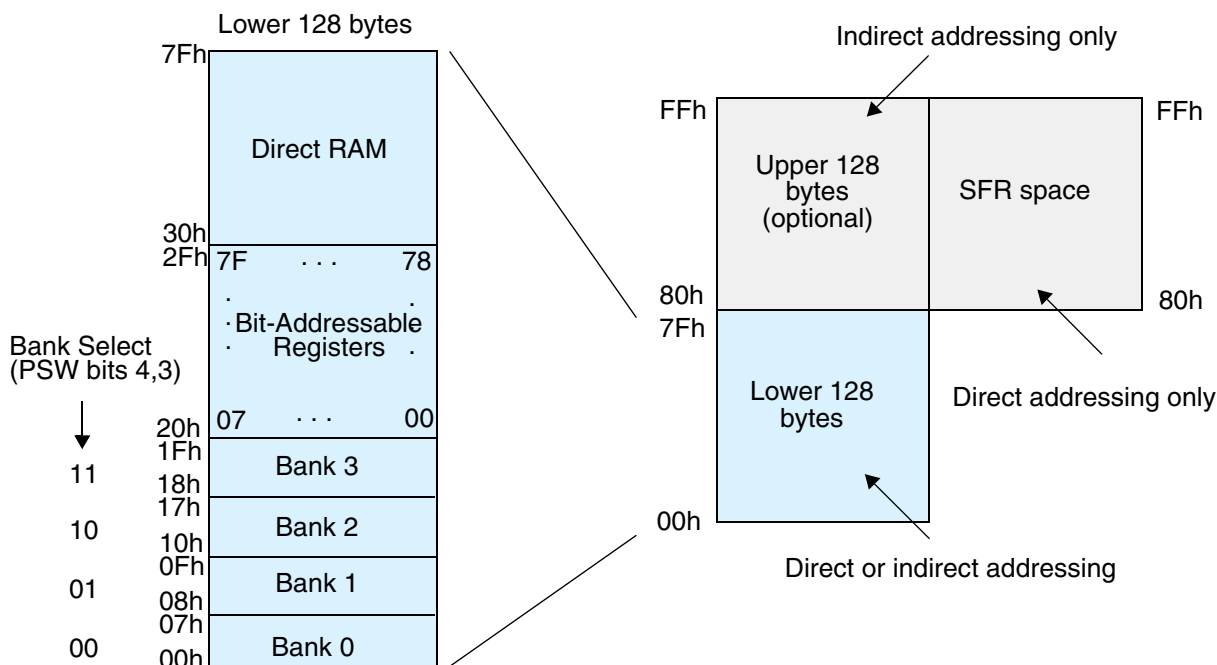 Lower 128 bytes
7Fh
Direct RAM
30h
2Fh
7F . . . 78
Bit-Addressable
Registers
07 . . . 00
20h
Bank Select
(PSW bits 4,3)
1Fh
11
Bank 3
18h
17h
10
Bank 2
10h
0Fh
01
Bank 1
08h
07h
00
Bank 0
00h
Indirect addressing only
FFh
Upper 128
bytes
(optional)
SFR space
FFh
80h
80h
7Fh
Lower 128
bytes
Direct addressing only
00h
Direct or indirect addressing